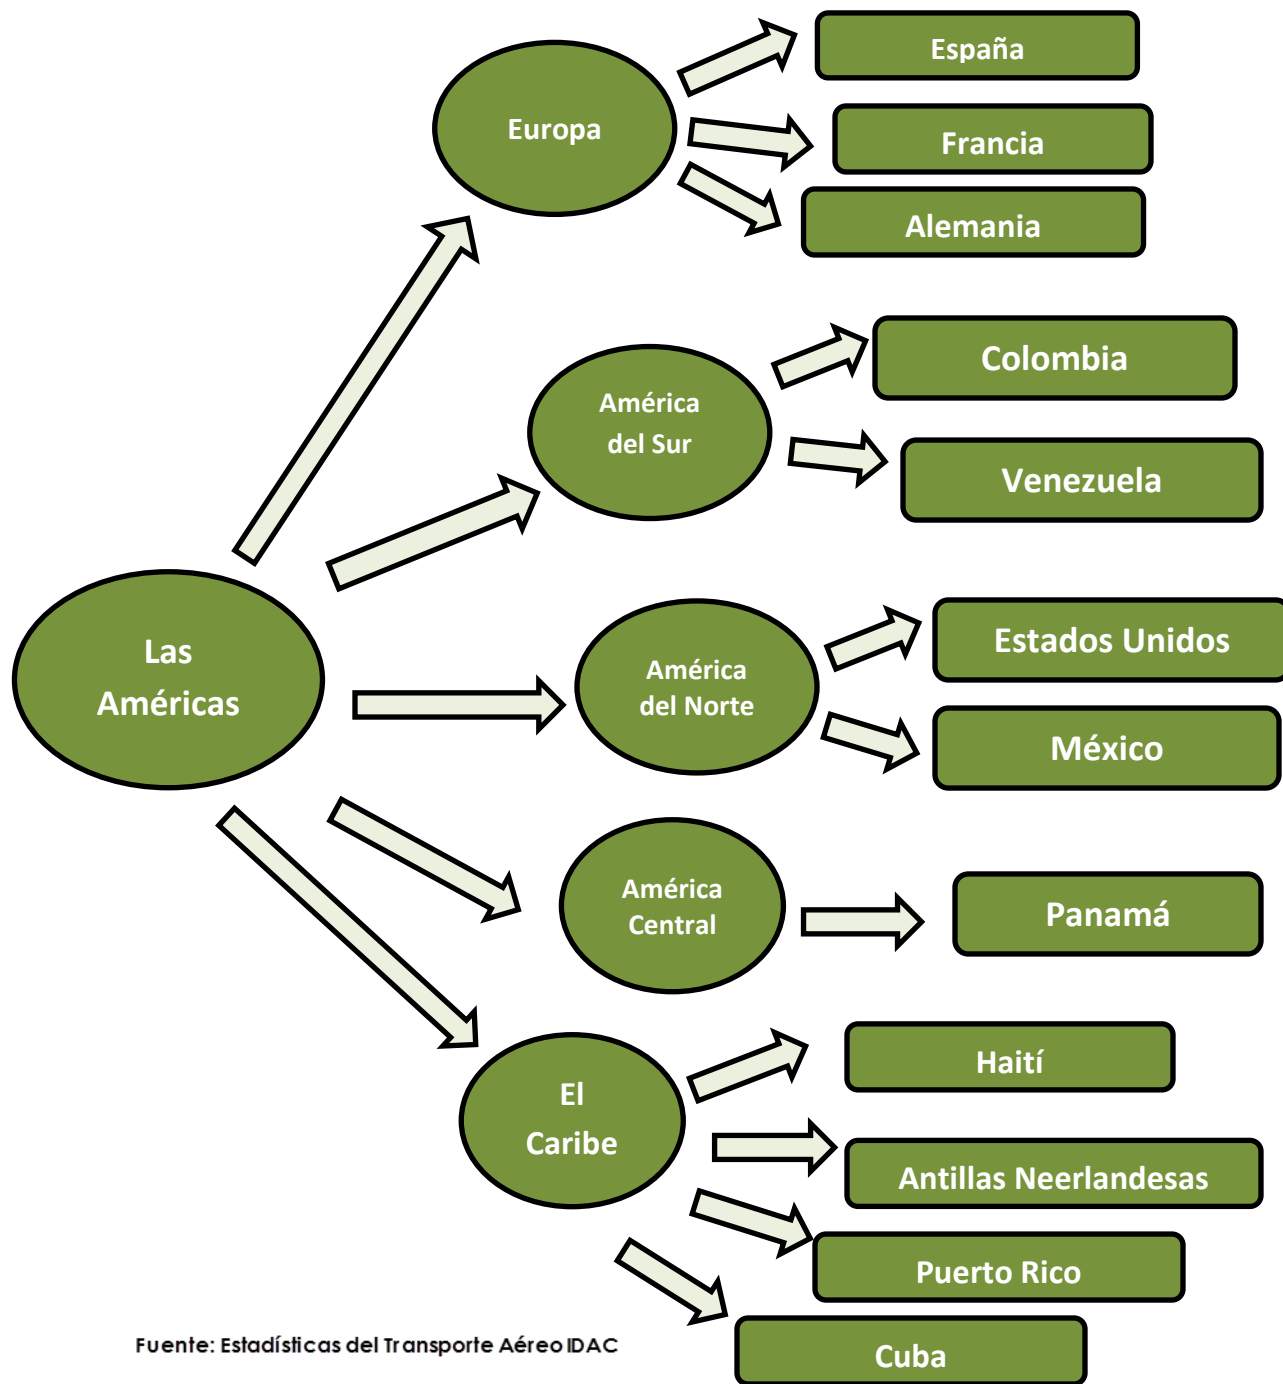 España
Europa
Francia
Alemania
Colombia
América
del Sur
Venezuela
Las
Américas
Estados Unidos
América
del Norte
México
América
Central
Panamá
Haití
El
Caribe
Antillas Neerlandesas
Puerto Rico
Cuba
Fuente: Estadísticas del Transporte Aéreo IDAC